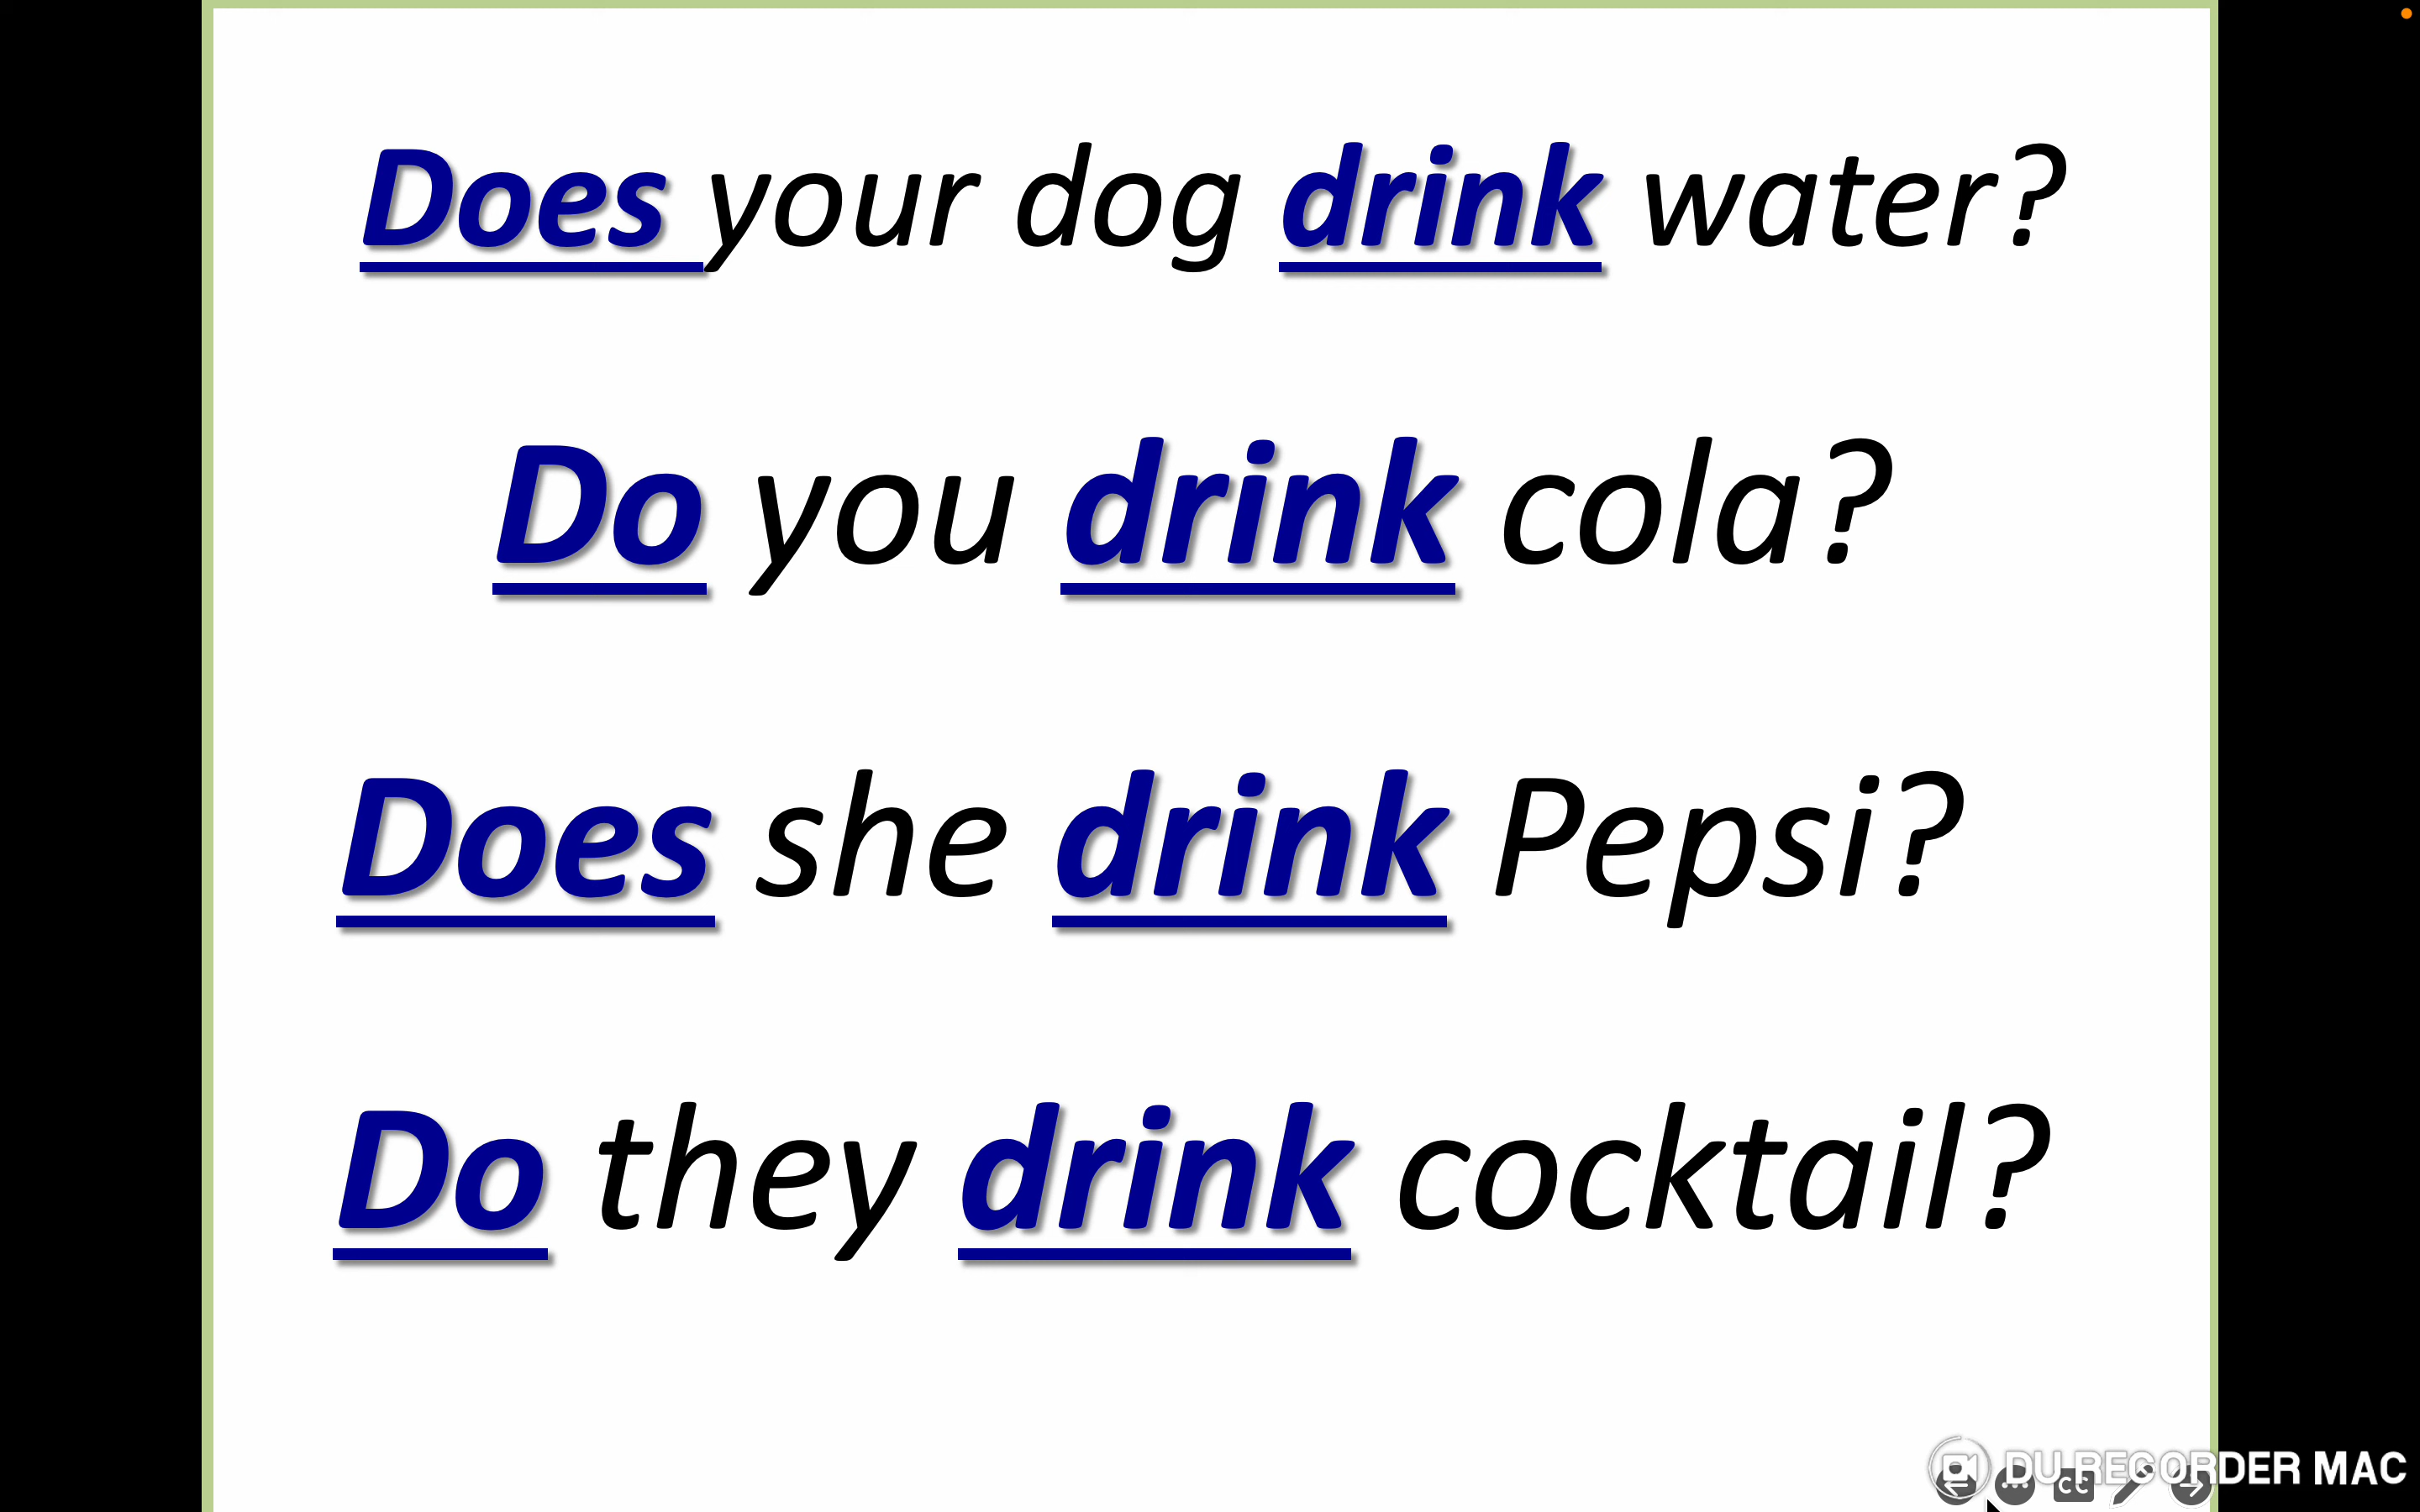 Does your dog drink water?
Do you drink cola?
Does she drink Pepsi?
Do they drink cocktail?
DU RECORDER MAC
CC